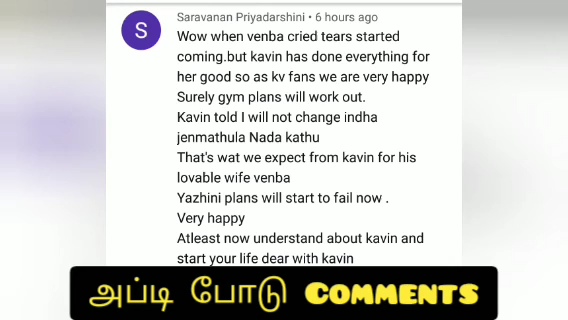 S
Saravanan Priyadarshini • 6 hours ago
Wow when venba cried tears started
coming.but kavin has done everything for
her good so as kv fans we are very happy
Surely gym plans will work out.
Kavin told I will not change indha
jenmathula Nada kathu
That's wat we expect from kavin for his
lovable wife venba
Yazhini plans will start to fail now .
Very happy
Atleast now understand about kavin and
start your life dear with kavin
அப்டி போடு COMMENTS